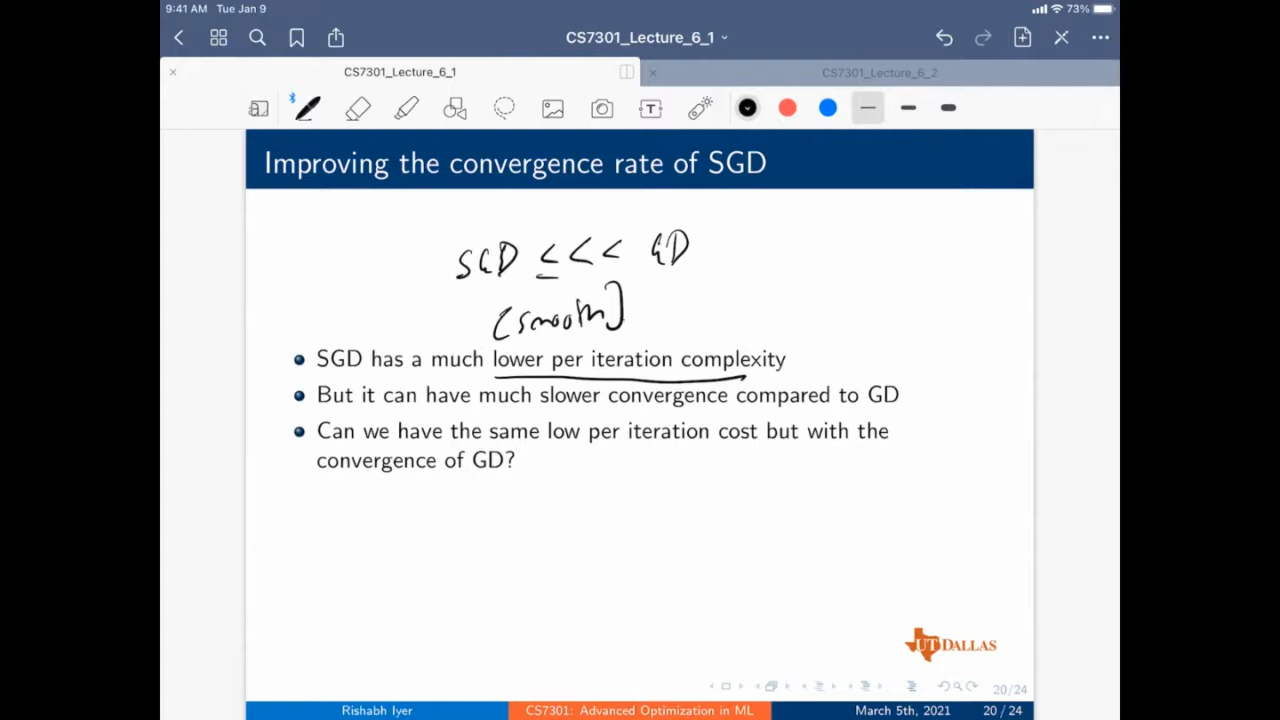 9:41 AM Tue Jan 9
73%
CS7301_Lecture_6_1
CS7301_Lecture_6_1
CS7301_Lecture_6_2
T
Improving the convergence rate of SGD
SGD ≤ < < GD
[smooth]
SGD has a much lower per iteration complexity
But it can have much slower convergence compared to GD
Can we have the same low per iteration cost but with the
convergence of GD?
UT DALLAS
20/24
Rishabh Iyer
CS7301: Advanced Optimization in ML
March 5th, 2021
20 / 24